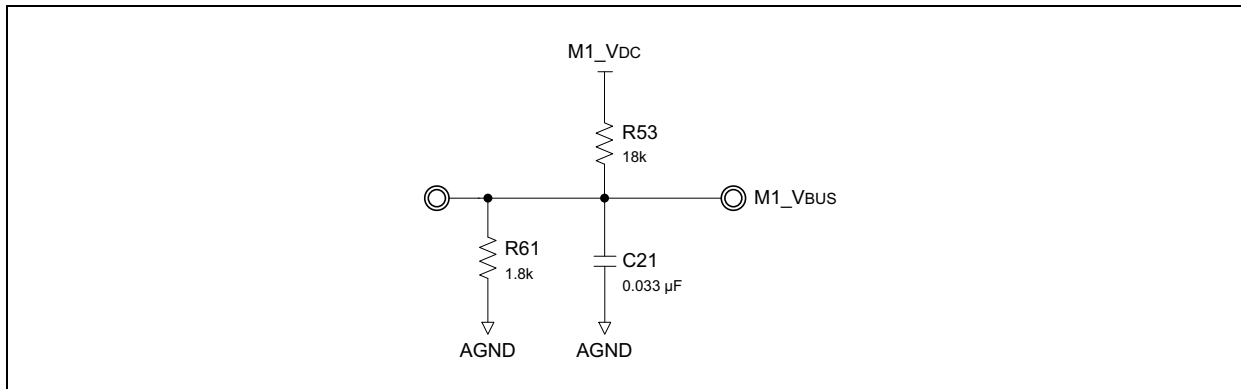 M1_VDC
R53
18k
M1_VBUS
R61
1.8k
C21
0.033 µF
AGND
AGND